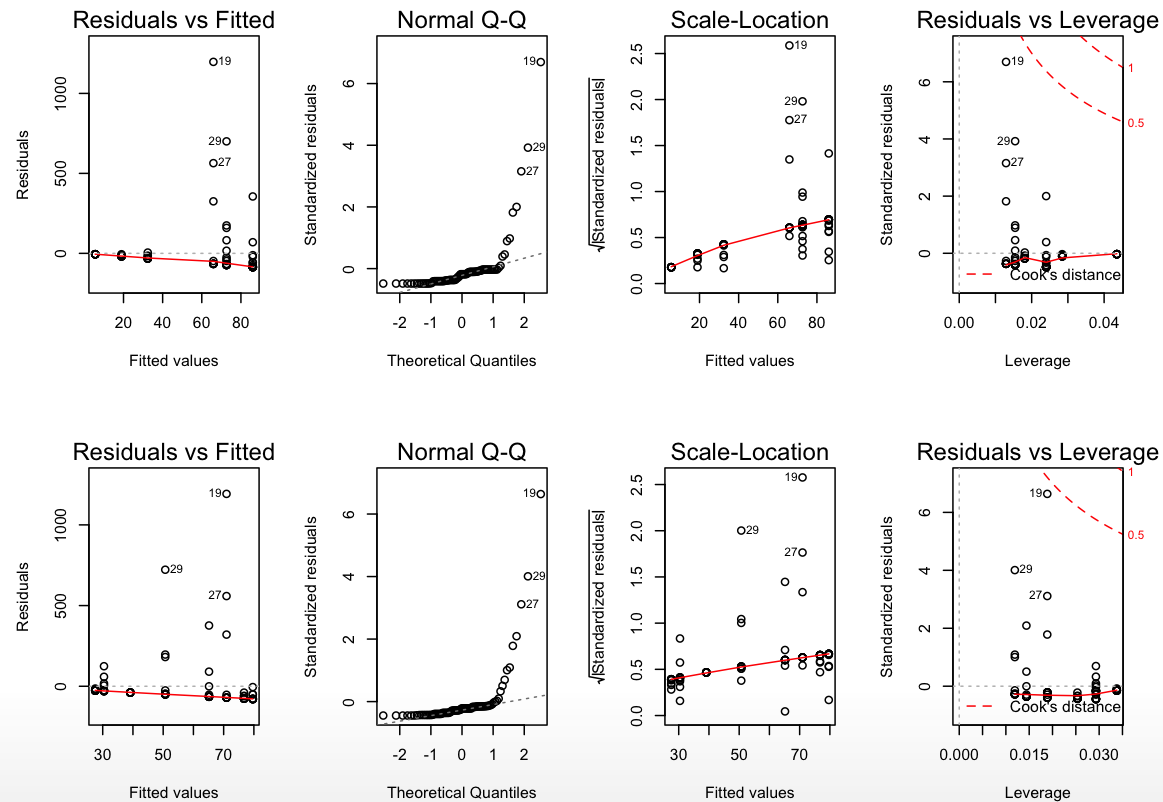 Residuals vs Fitted
Residuals
1000
500
0
19
29
27
20 40 60 80
Fitted values
Normal Q-Q
Standardized residuals
6
4
2
0
19
29
27
-2 -1 0 1 2
Theoretical Quantiles
Scale-Location
√|Standardized residuals|
2.5
2.0
1.5
1.0
0.5
0.0
19
29
27
20 40 60 80
Fitted values
Residuals vs Leverage
Standardized residuals
6
4
2
0
19
29
27
1
0.5
Cook's distance
0.00 0.02 0.04
Leverage
Residuals vs Fitted
Residuals
1000
500
0
19
29
27
30 50 70
Fitted values
Normal Q-Q
Standardized residuals
6
4
2
0
19
29
27
-2 -1 0 1 2
Theoretical Quantiles
Scale-Location
√|Standardized residuals|
2.5
2.0
1.5
1.0
0.5
0.0
19
29
27
30 50 70
Fitted values
Residuals vs Leverage
Standardized residuals
6
4
2
0
19
29
27
1
0.5
Cook's distance
0.000 0.015 0.030
Leverage